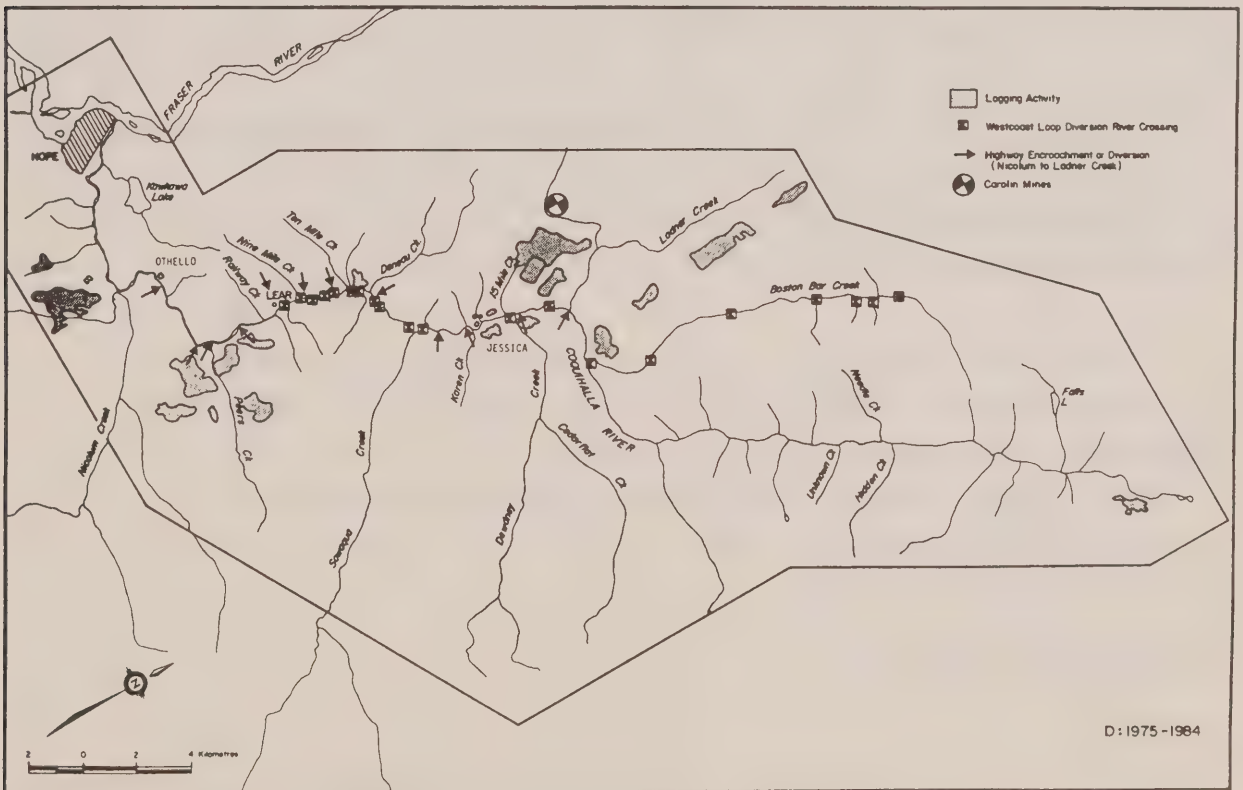 FRASER
RIVER
HOPE
Kawkawa
Lake
OTHELLO
Nine Mile Ck
Ten Mile Ck
Railway Ck
LEAR
Deneau Ck
15 Mile Ck
Ladner Creek
Boston Bar Creek
JESSICA
Karen Ck
Peers
Ck
Nicolum Creek
Sowaqua
Creek
Dewdney
Creek
Cedarflat
Ck
COQUIHALLA
RIVER
Needle Ck
Unknown Ck
Hidden Ck
Falls
L
Logging Activity
Westcoast Loop Diversion River Crossing
Highway Encroachment or Diversion
(Nicolum to Ladner Creek)
Carolin Mines
N
2 0 2 4 Kilometres
D:1975-1984